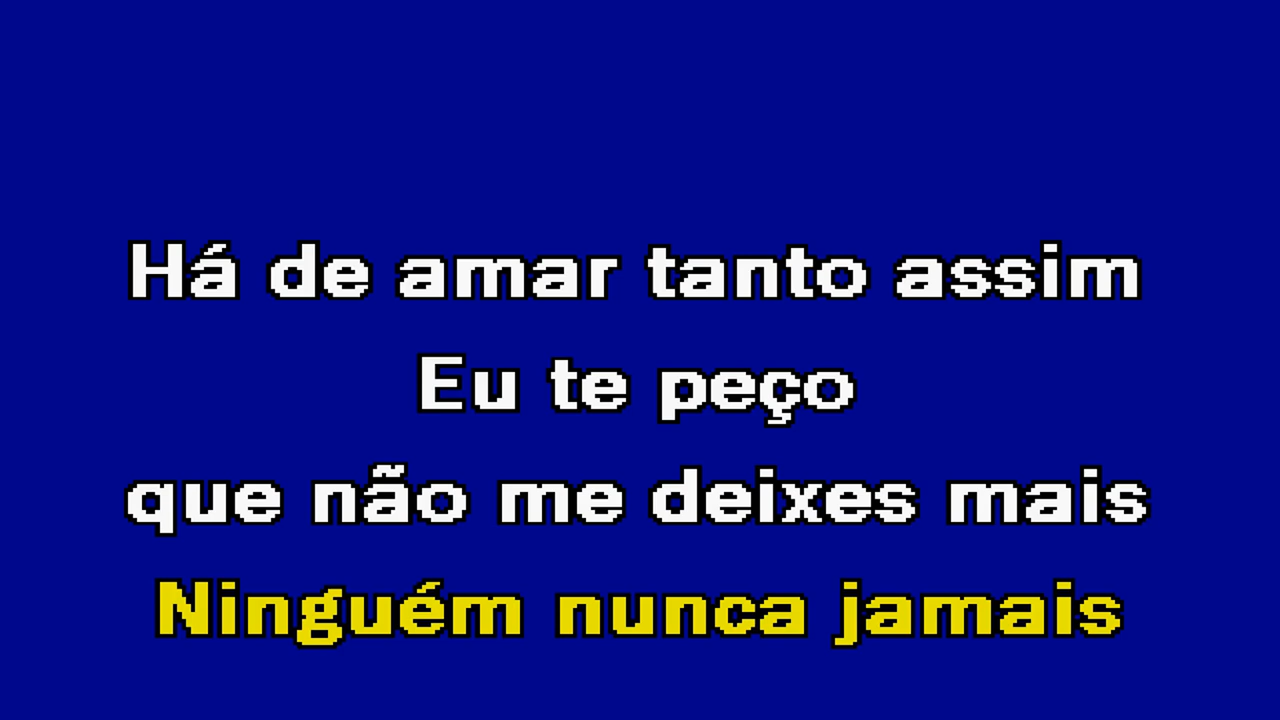 Há de amar tanto assim
Eu te peço
que não me deixes mais
Ninguém nunca jamais